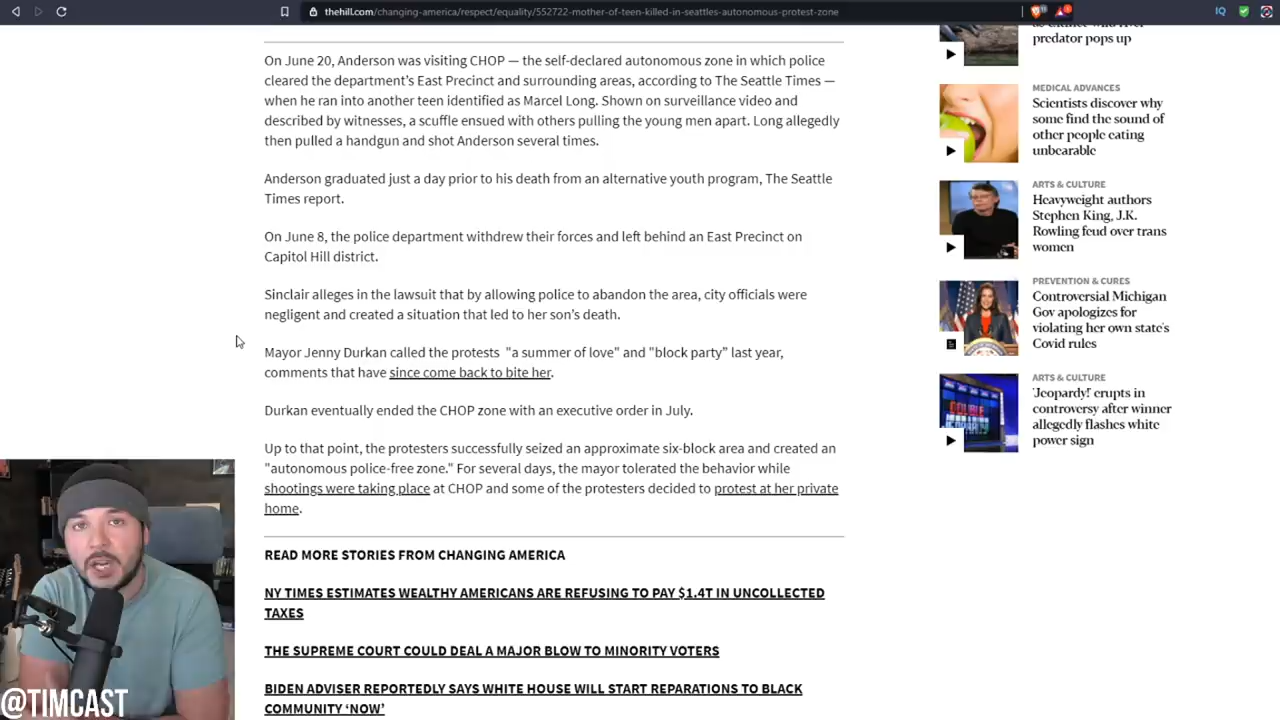 thehill.com/changing-america/respect/equality/552722-mother-of-teen-killed-in-seattles-autonomous-protest-zone
IQ
On June 20, Anderson was visiting CHOP — the self-declared autonomous zone in which police
cleared the department's East Precinct and surrounding areas, according to The Seattle Times —
when he ran into another teen identified as Marcel Long. Shown on surveillance video and
described by witnesses, a scuffle ensued with others pulling the young men apart. Long allegedly
then pulled a handgun and shot Anderson several times.
Anderson graduated just a day prior to his death from an alternative youth program, The Seattle
Times report.
On June 8, the police department withdrew their forces and left behind an East Precinct on
Capitol Hill district.
Sinclair alleges in the lawsuit that by allowing police to abandon the area, city officials were
negligent and created a situation that led to her son's death.
Mayor Jenny Durkan called the protests "a summer of love" and "block party” last year,
comments that have since come back to bite her.
Durkan eventually ended the CHOP zone with an executive order in July.
Up to that point, the protesters successfully seized an approximate six-block area and created an
"autonomous police-free zone." For several days, the mayor tolerated the behavior while
shootings were taking place at CHOP and some of the protesters decided to protest at her private
home.
READ MORE STORIES FROM CHANGING AMERICA
NY TIMES ESTIMATES WEALTHY AMERICANS ARE REFUSING TO PAY $1.4T IN UNCOLLECTED
TAXES
THE SUPREME COURT COULD DEAL A MAJOR BLOW TO MINORITY VOTERS
BIDEN ADVISER REPORTEDLY SAYS WHITE HOUSE WILL START REPARATIONS TO BLACK
COMMUNITY ‘NOW’
predator pops up
MEDICAL ADVANCES
Scientists discover why
some find the sound of
other people eating
unbearable
ARTS & CULTURE
Heavyweight authors
Stephen King, J.K.
Rowling feud over trans
women
PREVENTION & CURES
Controversial Michigan
Gov apologizes for
violating her own state's
Covid rules
ARTS & CULTURE
'Jeopardy!' erupts in
controversy after winner
allegedly flashes white
power sign
DOUBLE
@TIMCAST